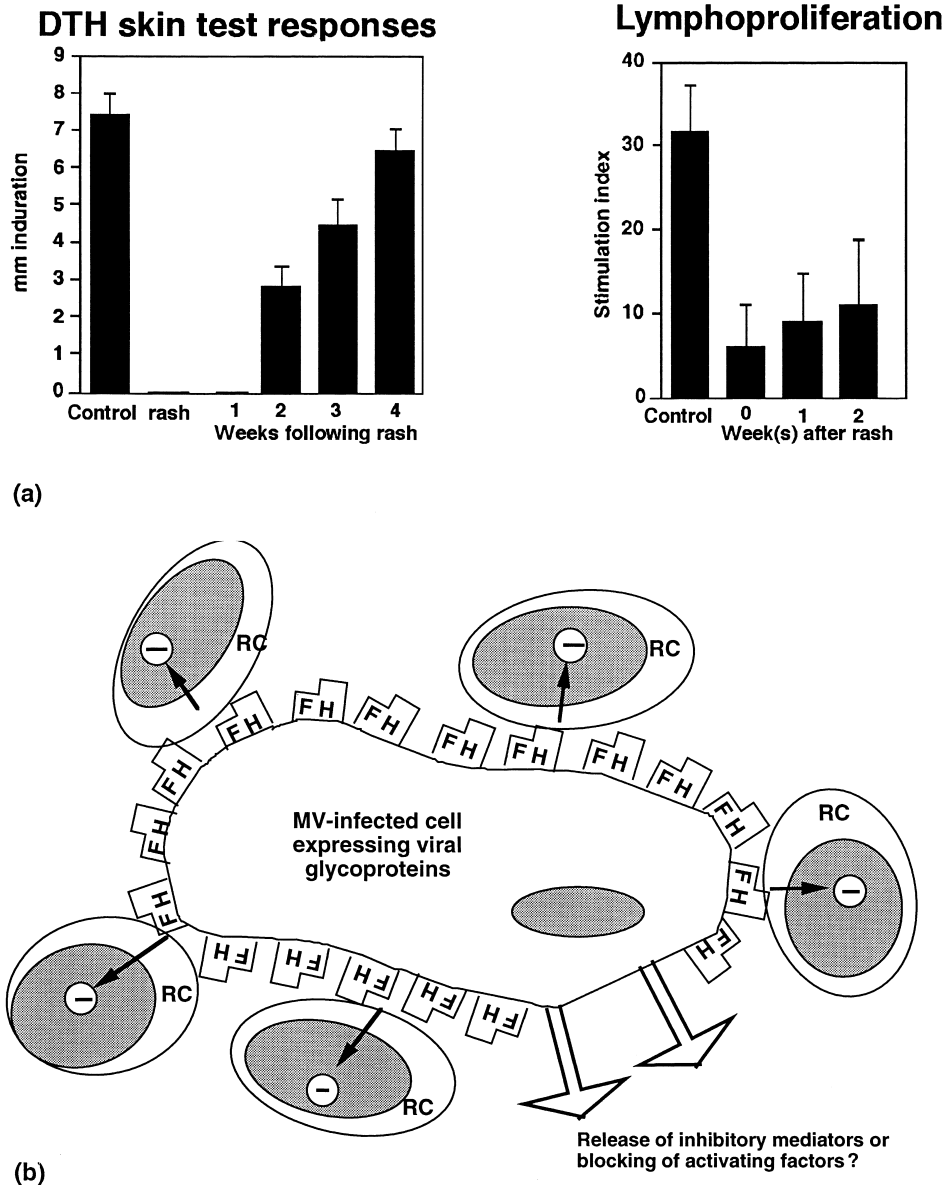 DTH skin test responses
9
8
7
6
5
4
3
2
1
0
mm induration
Control rash 1 2 3 4
Weeks following rash
Lymphoproliferation
40
30
20
10
0
Stimulation index
Control 0 1 2
Week(s) after rash
(a)
RC
RC
F H
F H
F H
F H
F H
F H
F H
F H
F H
F H
RC
MV-infected cell
expressing viral
glycoproteins
F H
F H
F H
RC
F H
F H
F H
F H
F H
F H
RC
Release of inhibitory mediators or
blocking of activating factors ?
(b)